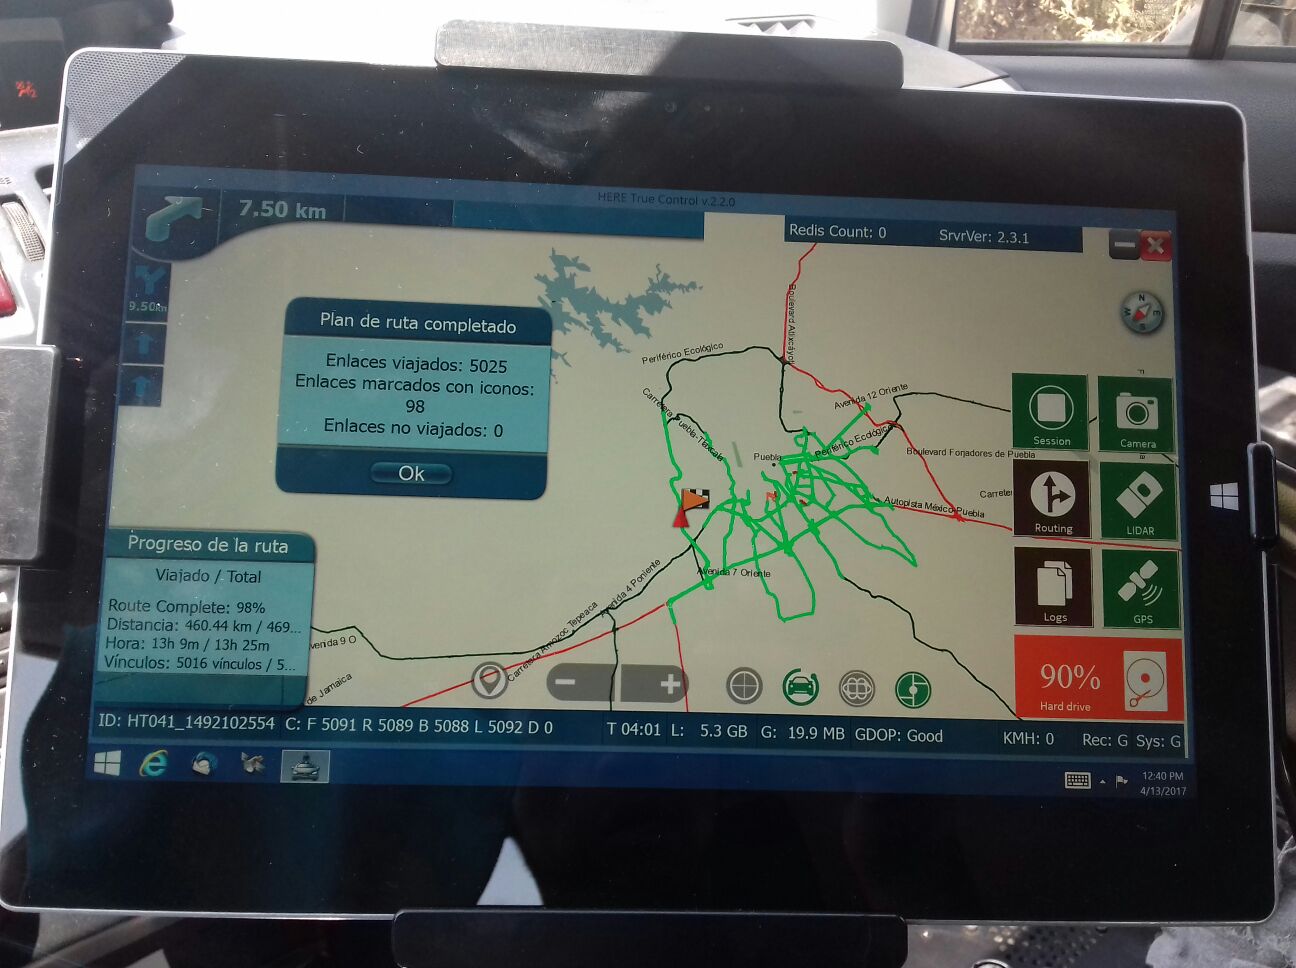 HERE True Control v.2.2.0
7,50 km
Redis Count: 0
SrvrVer: 2.3.1
9.50km
Plan de ruta completado
Enlaces viajados: 5025
Enlaces marcados con iconos:
98
Enlaces no viajados: 0
Ok
Progreso de la ruta
Viajado / Total
Route Complete: 98%
Distancia: 460.44 km / 469...
Hora: 13h 9m / 13h 25m
Vínculos: 5016 vínculos / 5...
Boulevard Atlixcáyotl
Periférico Ecológico
Carretera Puebla-Tlaxcala
Avenida 12 Oriente
Periférico Ecológico
Puebla
Boulevard Forjadores de Puebla
Carreter
Autopista México-Puebla
Avenida 7 Oriente
Avenida 4 Poniente
Carretera Amozoc Tepeaca
venida 9 O
de Jamaica
N
E
S
W
Session
Camera
Routing
LIDAR
Logs
GPS
90%
Hard drive
ID: HT041_1492102554 C: F 5091 R 5089 B 5088 L 5092 D 0 T 04:01 L: 5.3 GB G: 19.9 MB GDOP: Good KMH: 0 Rec: G Sys: G
12:40 PM
4/13/2017